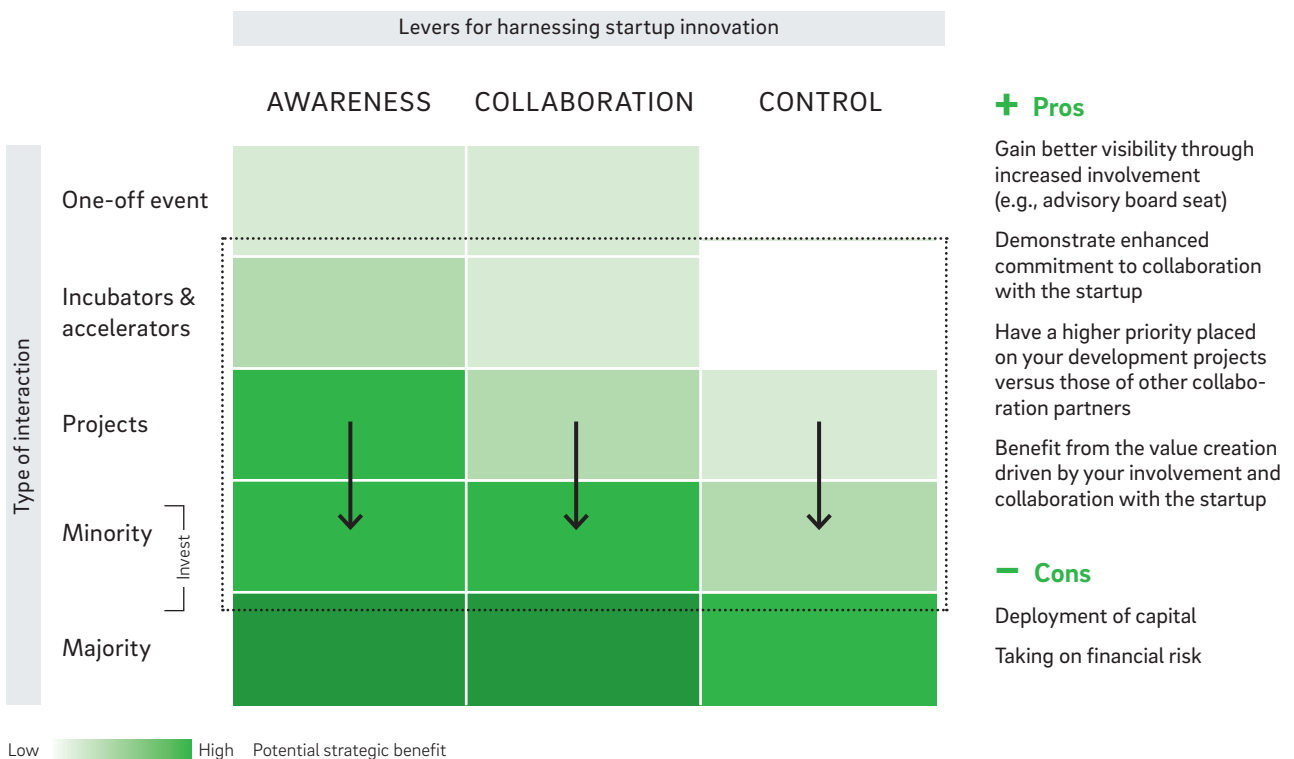 Levers for harnessing startup innovation
AWARENESS
COLLABORATION
CONTROL
Type of interaction
One-off event
Incubators &
accelerators
Projects
Minority
Invest
Majority
+ Pros
Gain better visibility through
increased involvement
(e.g., advisory board seat)
Demonstrate enhanced
commitment to collaboration
with the startup
Have a higher priority placed
on your development projects
versus those of other collabo-
ration partners
Benefit from the value creation
driven by your involvement and
collaboration with the startup
− Cons
Deployment of capital
Taking on financial risk
Low
High
Potential strategic benefit